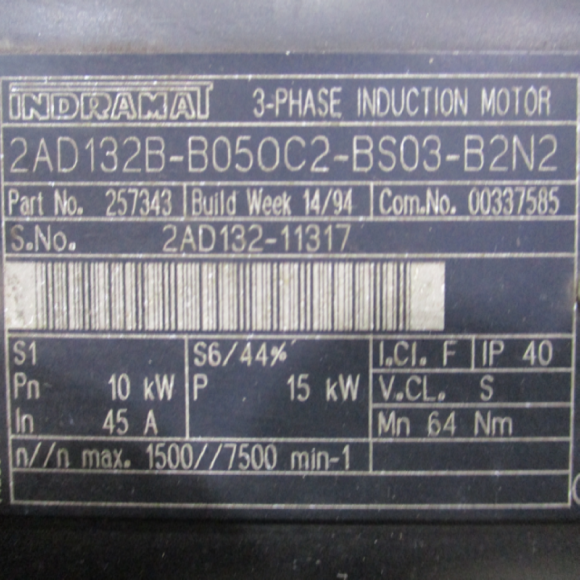 INDRAMAT 3-PHASE INDUCTION MOTOR
2AD132B-B050C2-BS03-B2N2
Part No. 257343 Build Week 14/94 Com.No. 00337585
S.No. 2AD132-11317
S1 S6/44% I.CI. F IP 40
Pn 10 kW P 15 kW V.CL. S
In 45 A Mn 64 Nm
n//n max. 1500//7500 min-1